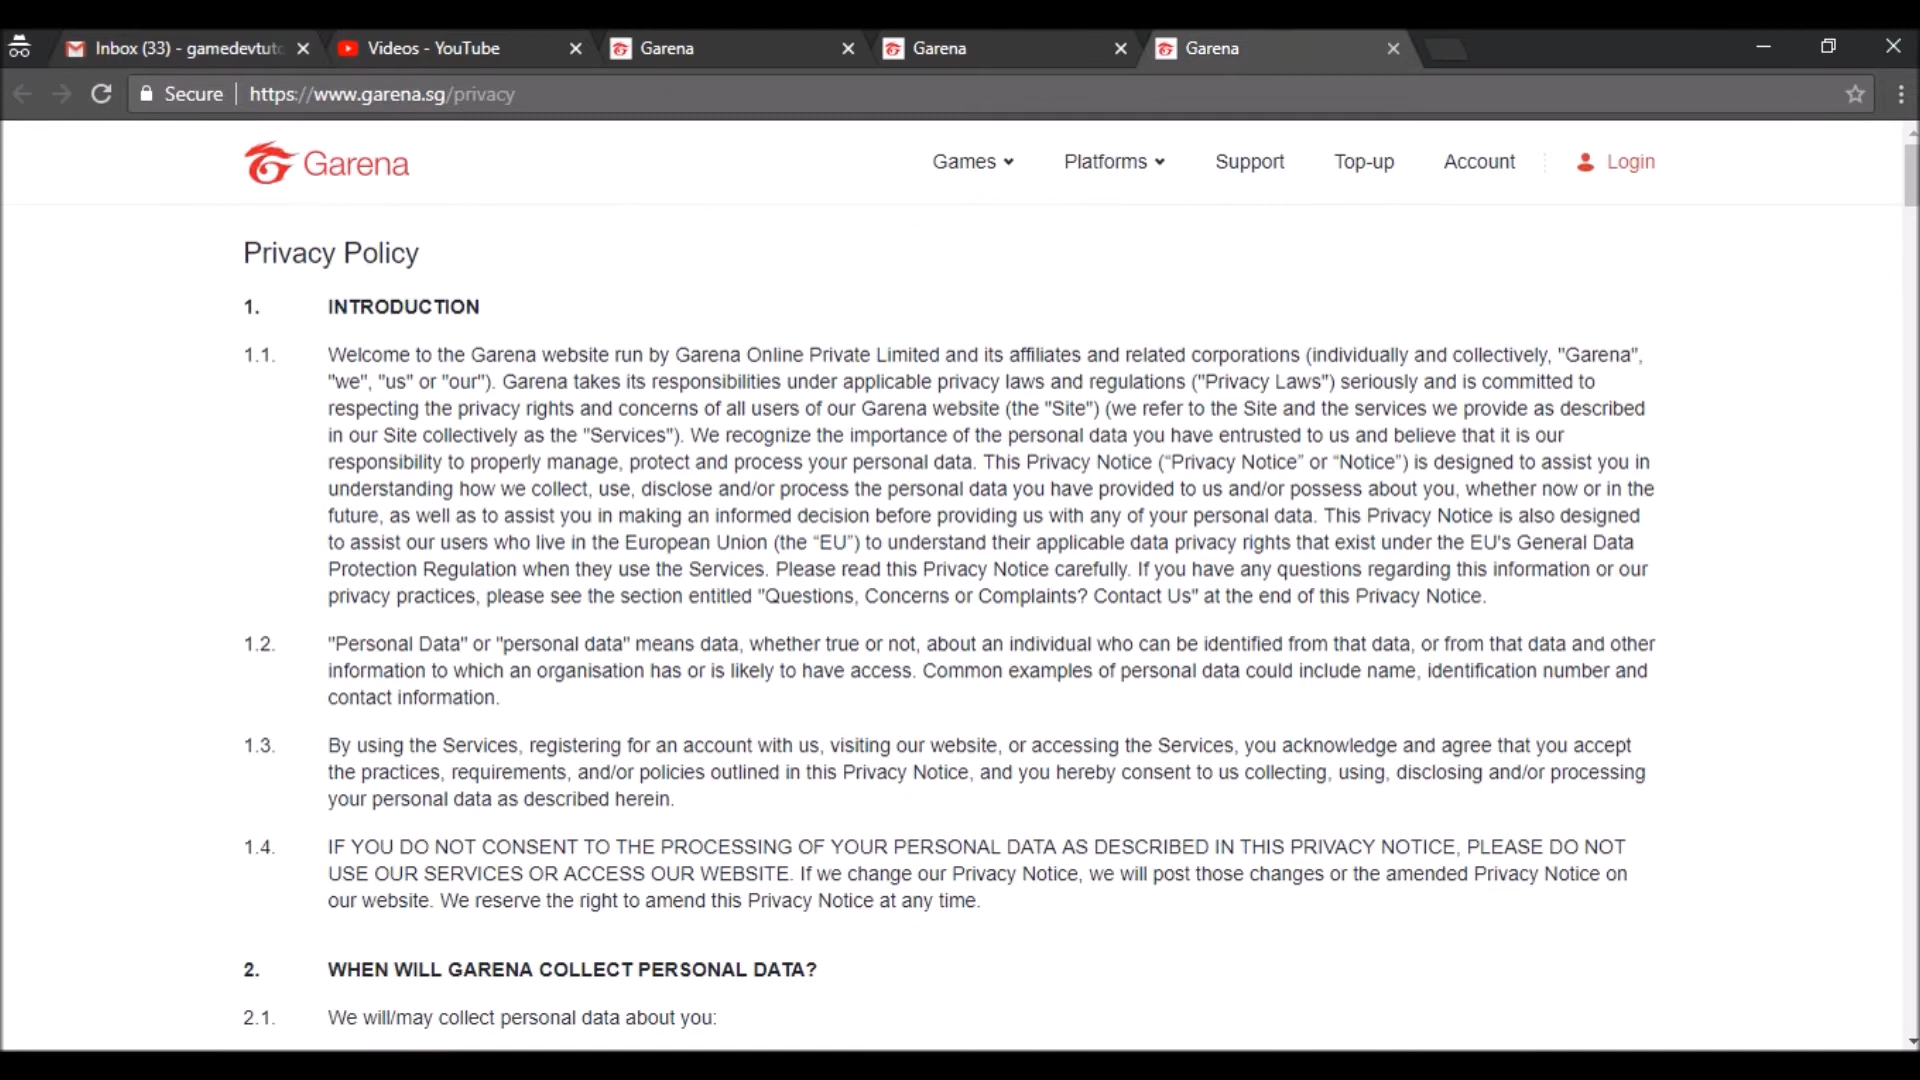 Inbox (33) - gamedevtuto
Videos - YouTube
Garena
Garena
Garena
Secure | https://www.garena.sg/privacy
Garena
Games
Platforms
Support
Top-up
Account
Login
Privacy Policy
1. INTRODUCTION
1.1. Welcome to the Garena website run by Garena Online Private Limited and its affiliates and related corporations (individually and collectively, "Garena",
"we", "us" or "our"). Garena takes its responsibilities under applicable privacy laws and regulations ("Privacy Laws") seriously and is committed to
respecting the privacy rights and concerns of all users of our Garena website (the "Site") (we refer to the Site and the services we provide as described
in our Site collectively as the "Services"). We recognize the importance of the personal data you have entrusted to us and believe that it is our
responsibility to properly manage, protect and process your personal data. This Privacy Notice (“Privacy Notice” or “Notice”) is designed to assist you in
understanding how we collect, use, disclose and/or process the personal data you have provided to us and/or possess about you, whether now or in the
future, as well as to assist you in making an informed decision before providing us with any of your personal data. This Privacy Notice is also designed
to assist our users who live in the European Union (the “EU”) to understand their applicable data privacy rights that exist under the EU's General Data
Protection Regulation when they use the Services. Please read this Privacy Notice carefully. If you have any questions regarding this information or our
privacy practices, please see the section entitled "Questions, Concerns or Complaints? Contact Us" at the end of this Privacy Notice.
1.2. "Personal Data" or "personal data" means data, whether true or not, about an individual who can be identified from that data, or from that data and other
information to which an organisation has or is likely to have access. Common examples of personal data could include name, identification number and
contact information.
1.3. By using the Services, registering for an account with us, visiting our website, or accessing the Services, you acknowledge and agree that you accept
the practices, requirements, and/or policies outlined in this Privacy Notice, and you hereby consent to us collecting, using, disclosing and/or processing
your personal data as described herein.
1.4. IF YOU DO NOT CONSENT TO THE PROCESSING OF YOUR PERSONAL DATA AS DESCRIBED IN THIS PRIVACY NOTICE, PLEASE DO NOT
USE OUR SERVICES OR ACCESS OUR WEBSITE. If we change our Privacy Notice, we will post those changes or the amended Privacy Notice on
our website. We reserve the right to amend this Privacy Notice at any time.
2. WHEN WILL GARENA COLLECT PERSONAL DATA?
2.1. We will/may collect personal data about you: